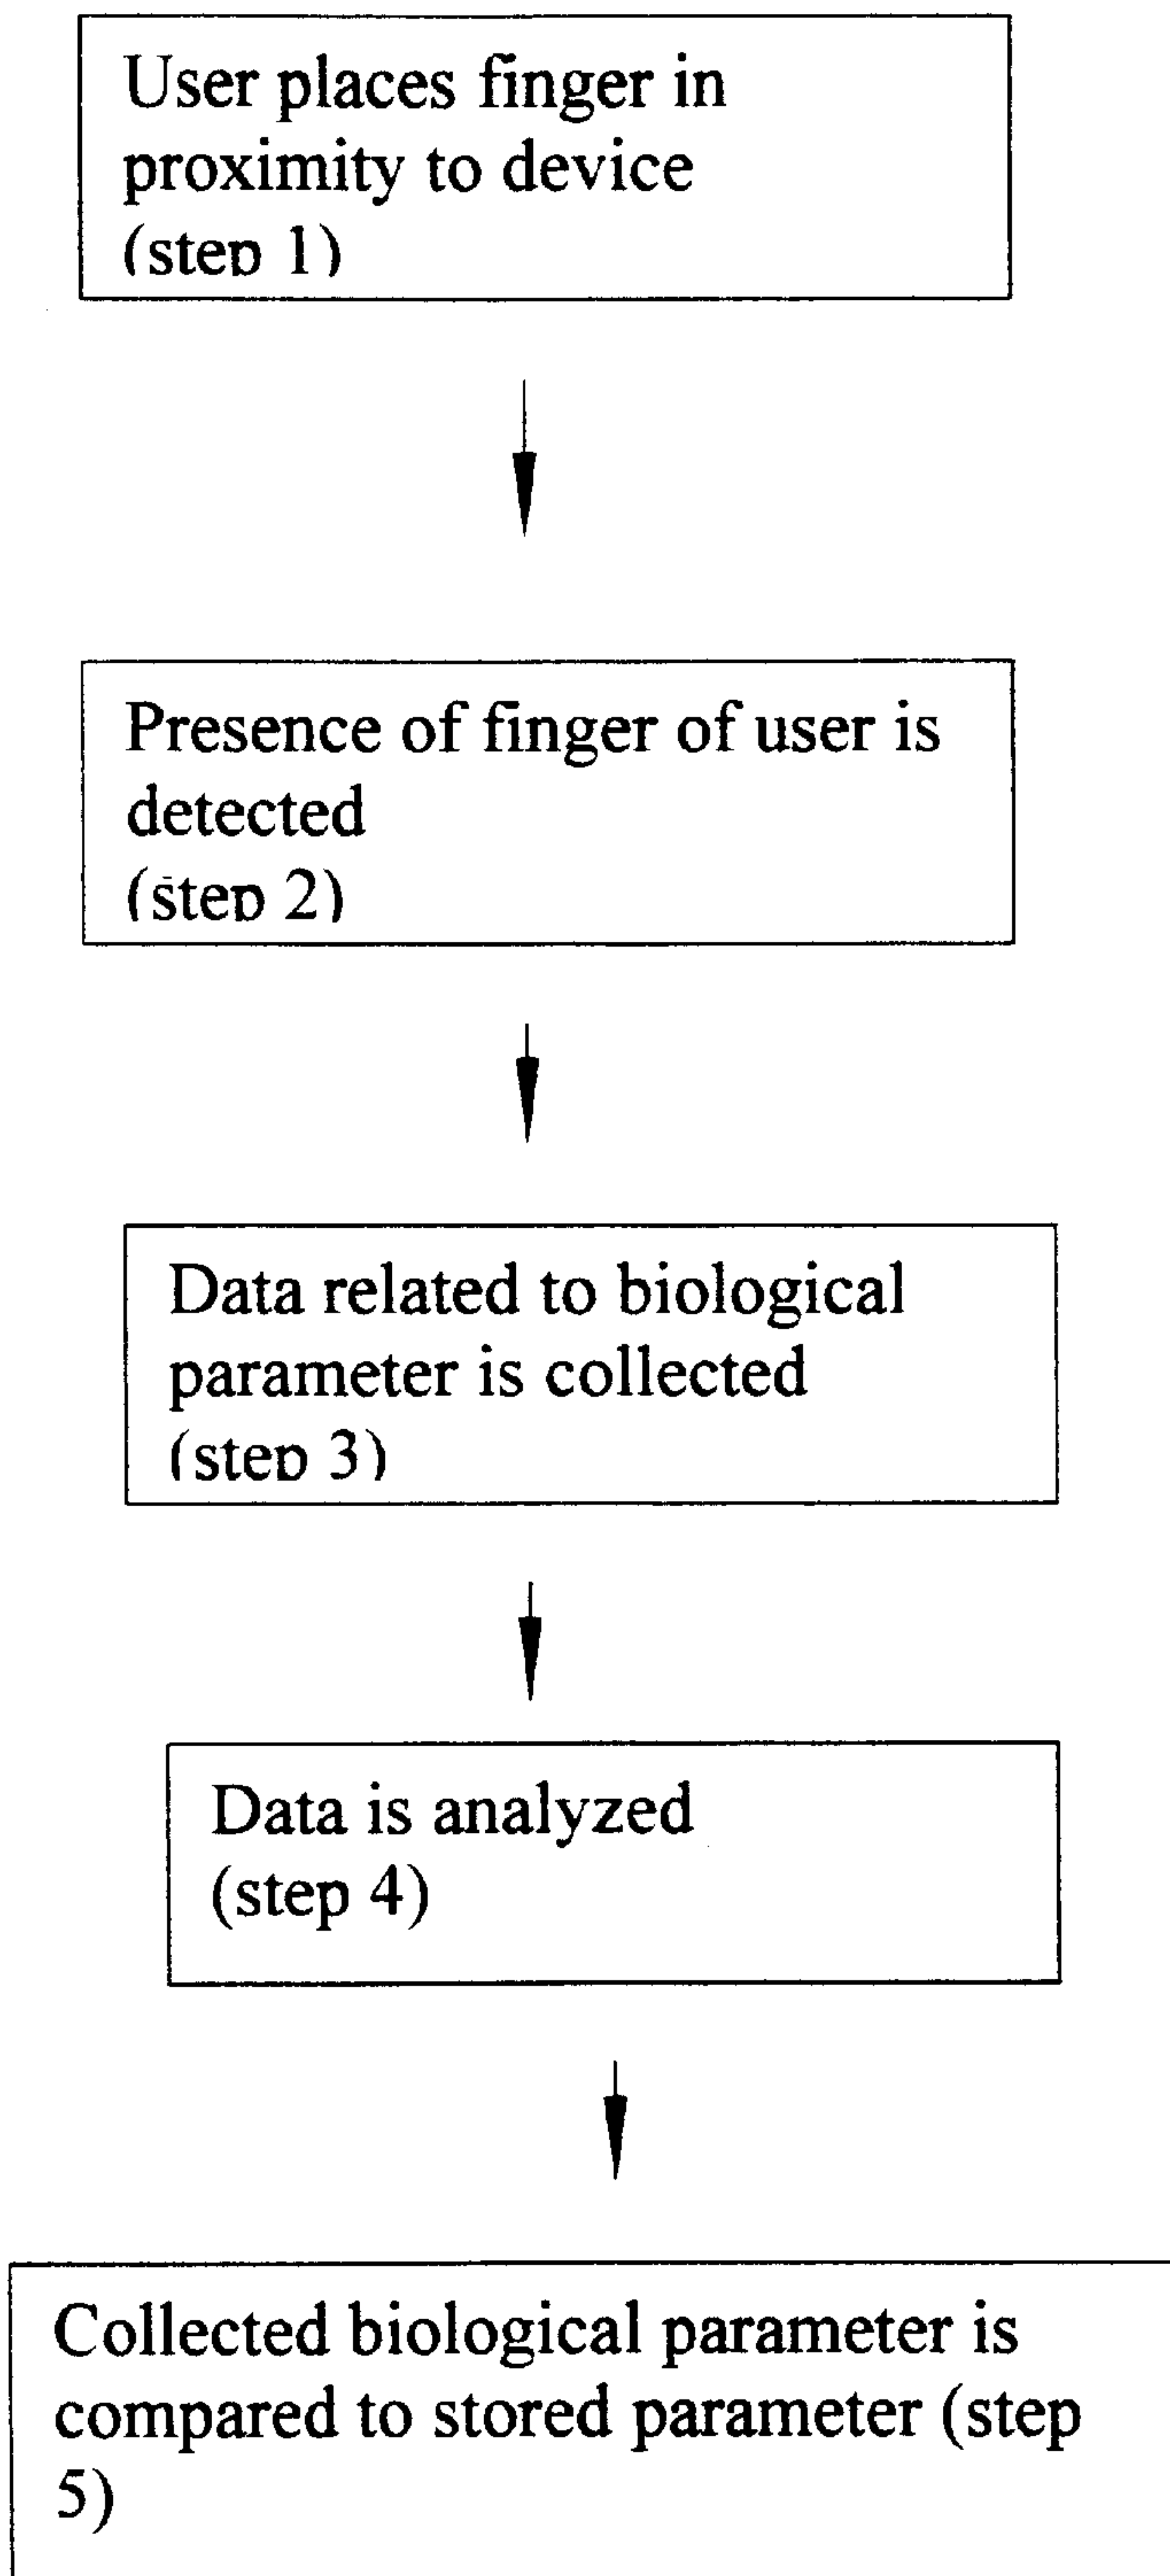 User places finger in
proximity to device
(step 1)
Presence of finger of user is
detected
(step 2)
Data related to biological
parameter is collected
(step 3)
Data is analyzed
(step 4)
Collected biological parameter is
compared to stored parameter (step
5)